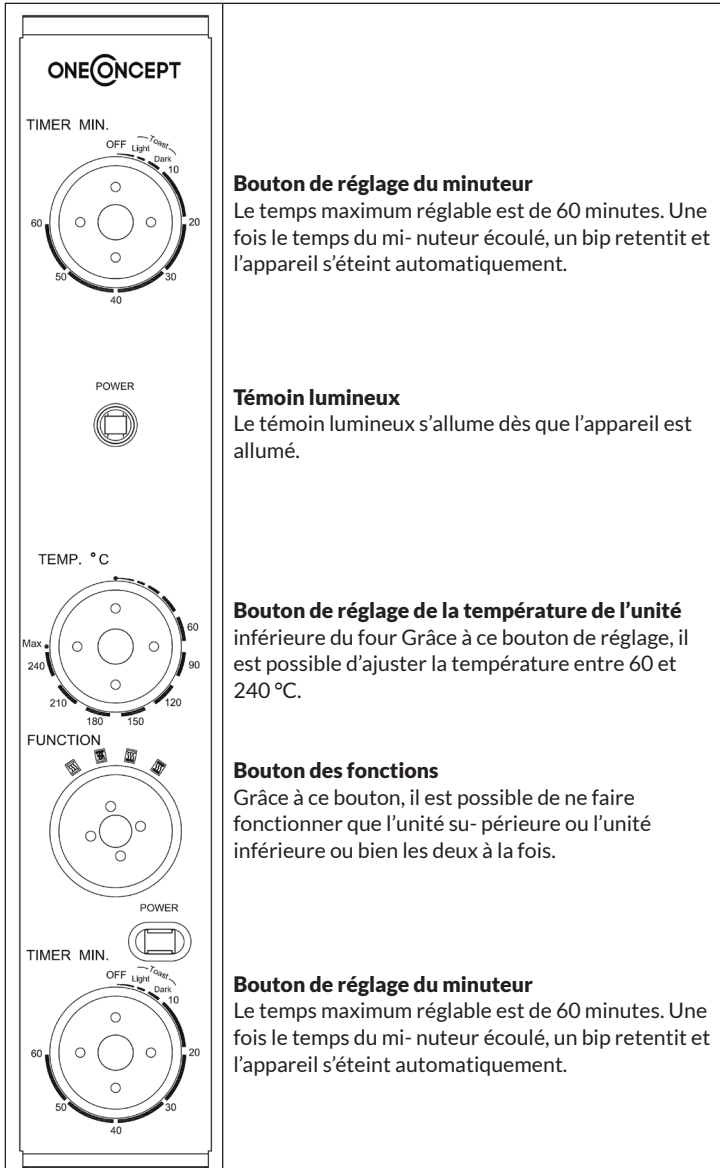 ONECONCEPT
TIMER MIN.
OFF
Light
Toast
Dark
10
20
30
40
50
60
Bouton de réglage du minuteur
Le temps maximum réglable est de 60 minutes. Une
fois le temps du mi- nuteur écoulé, un bip retentit et
l’appareil s’éteint automatiquement.
POWER
Témoin lumineux
Le témoin lumineux s’allume dès que l’appareil est
allumé.
TEMP. °C
60
90
120
150
180
210
240
Max
Bouton de réglage de la température de l’unité
inférieure du four Grâce à ce bouton de réglage, il
est possible d’ajuster la température entre 60 et
240 °C.
FUNCTION
Bouton des fonctions
Grâce à ce bouton, il est possible de ne faire
fonctionner que l’unité su- périeure ou l’unité
inférieure ou bien les deux à la fois.
POWER
TIMER MIN.
OFF
Light
Toast
Dark
10
20
30
40
50
60
Bouton de réglage du minuteur
Le temps maximum réglable est de 60 minutes. Une
fois le temps du mi- nuteur écoulé, un bip retentit et
l’appareil s’éteint automatiquement.